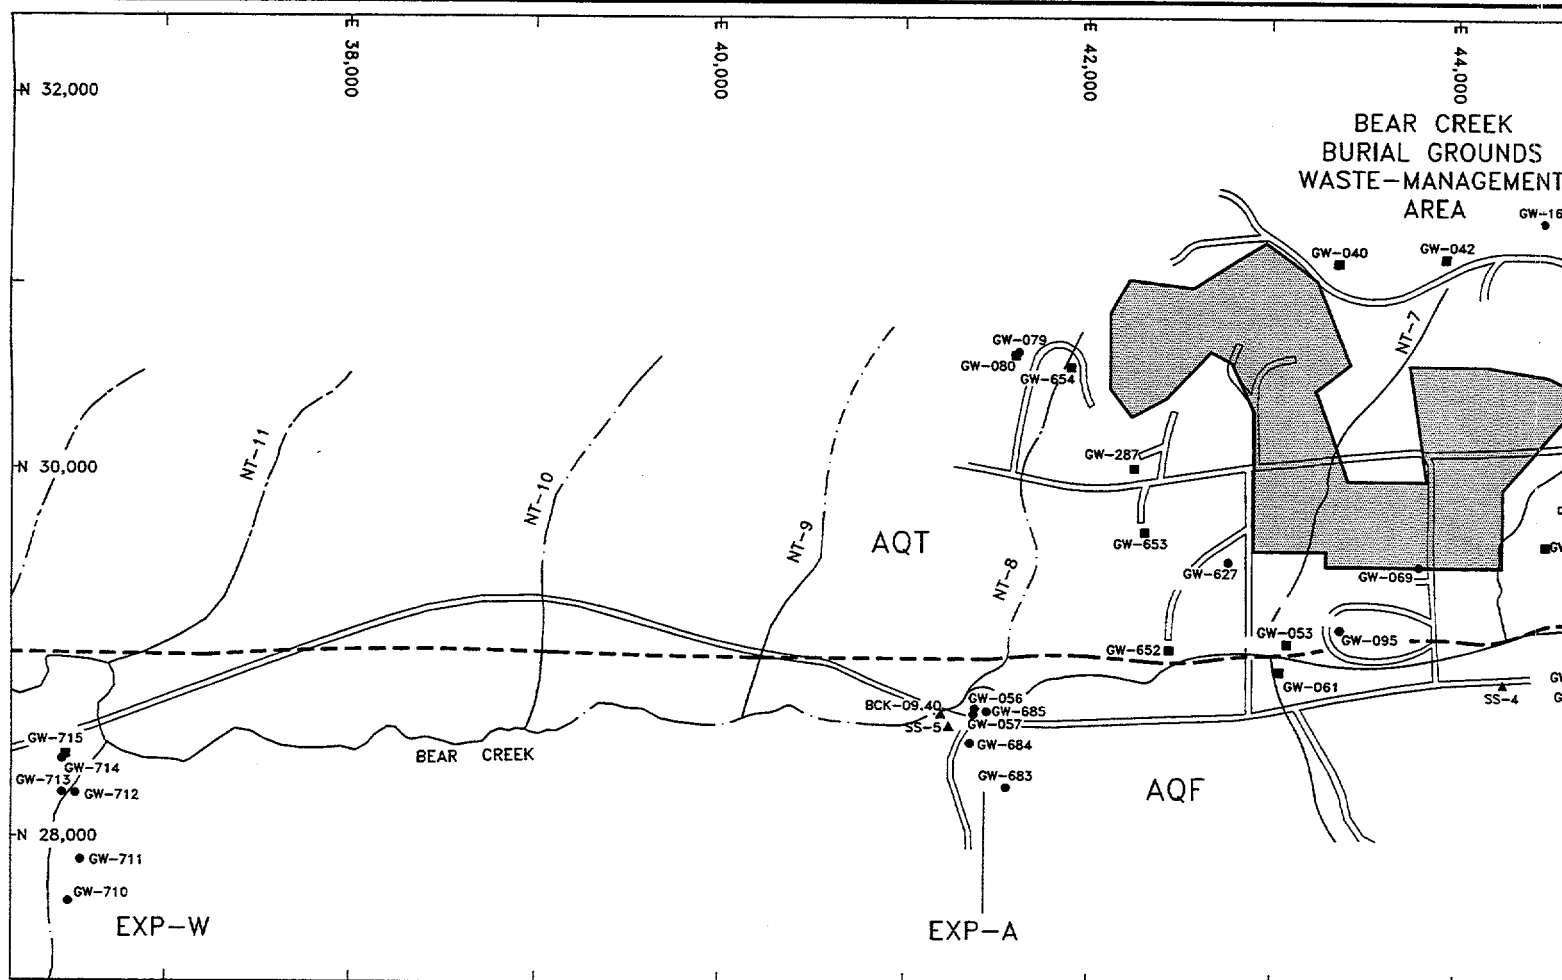 E 38,000
E 40,000
E 42,000
E 44,000
N 32,000
BEAR CREEK
BURIAL GROUNDS
WASTE-MANAGEMENT
AREA
GW-16
GW-040
GW-042
NT-7
GW-079
GW-080
GW-654
NT-11
N 30,000
GW-287
NT-10
NT-9
AQT
GW-653
NT-8
GW-627
GW-069
GW-053
GW-095
GW-652
GW-061
SS-4
BCK-09.40
GW-056
GW-685
SS-5
GW-057
GW-684
GW-683
AQF
GW-715
GW-714
BEAR CREEK
GW-713
GW-712
N 28,000
GW-711
GW-710
EXP-W
EXP-A